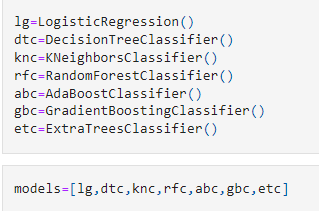 lg=LogisticRegression()
dtc=DecisionTreeClassifier()
knc=KNeighborsClassifier()
rfc=RandomForestClassifier()
abc=AdaBoostClassifier()
gbc=GradientBoostingClassifier()
etc=ExtraTreesClassifier()
models=[lg,dtc,knc,rfc,abc,gbc,etc]